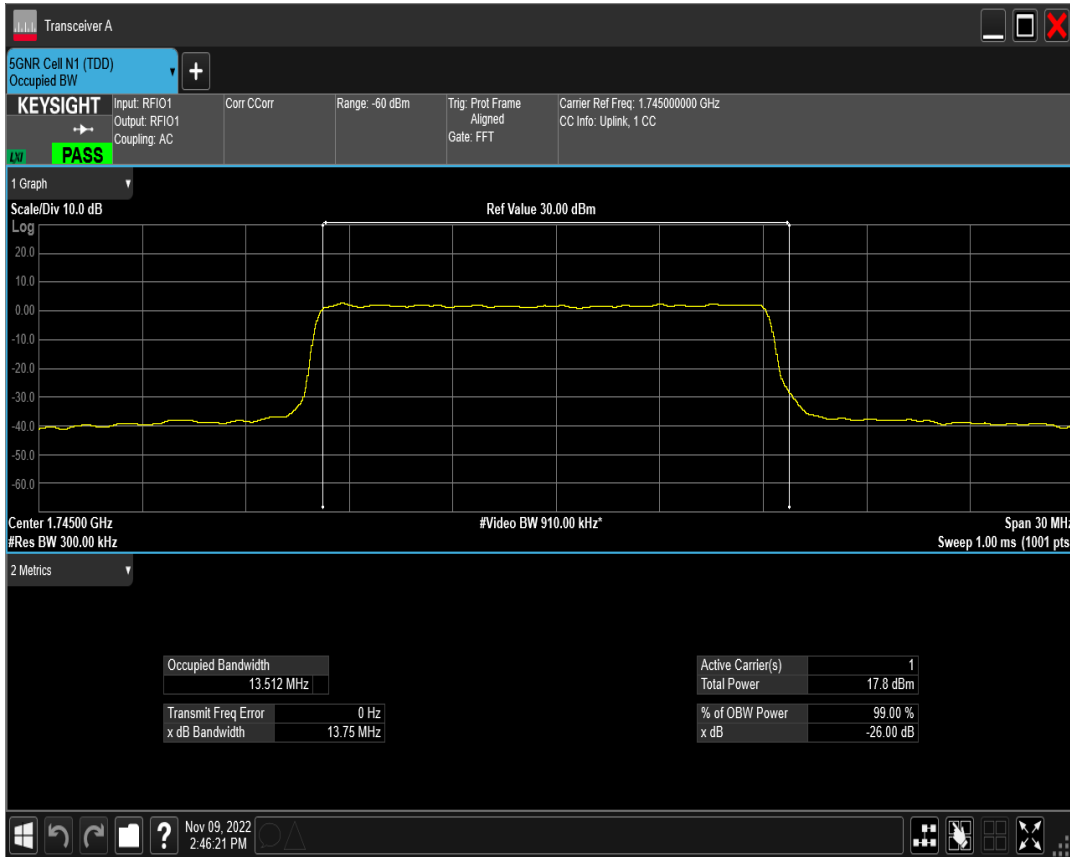 Transceiver A
5GNR Cell N1 (TDD)
Occupied BW
+
KEYSIGHT
Input: RFIO1
Output: RFIO1
Coupling: AC
LXI
PASS
Corr CCorr
Range: -60 dBm
Trig: Prot Frame
Aligned
Gate: FFT
Carrier Ref Freq: 1.745000000 GHz
CC Info: Uplink, 1 CC
1 Graph
Scale/Div 10.0 dB
Ref Value 30.00 dBm
Log
20.0
10.0
0.00
-10.0
-20.0
-30.0
-40.0
-50.0
-60.0
Center 1.74500 GHz
#Video BW 910.00 kHz*
Span 30 MHz
#Res BW 300.00 kHz
Sweep 1.00 ms (1001 pts
2 Metrics
Occupied Bandwidth
13.512 MHz
Transmit Freq Error 0 Hz
x dB Bandwidth 13.75 MHz
Active Carrier(s) 1
Total Power 17.8 dBm
% of OBW Power 99.00 %
x dB -26.00 dB
?
Nov 09, 2022
2:46:21 PM